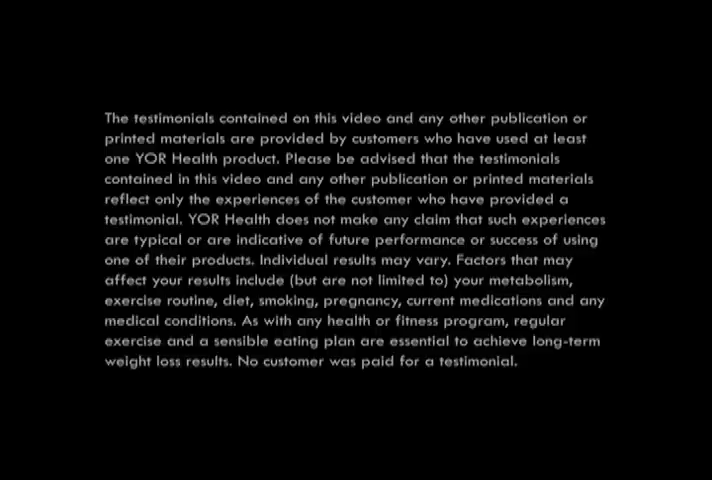 The testimonials contained on this video and any other publication or
printed materials are provided by customers who have used at least
one YOR Health product. Please be advised that the testimonials
contained in this video and any other publication or printed materials
reflect only the experiences of the customer who have provided a
testimonial. YOR Health does not make any claim that such experiences
are typical or are indicative of future performance or success of using
one of their products. Individual results may vary. Factors that may
affect your results include (but are not limited to) your metabolism,
exercise routine, diet, smoking, pregnancy, current medications and any
medical conditions. As with any health or fitness program, regular
exercise and a sensible eating plan are essential to achieve long-term
weight loss results. No customer was paid for a testimonial.